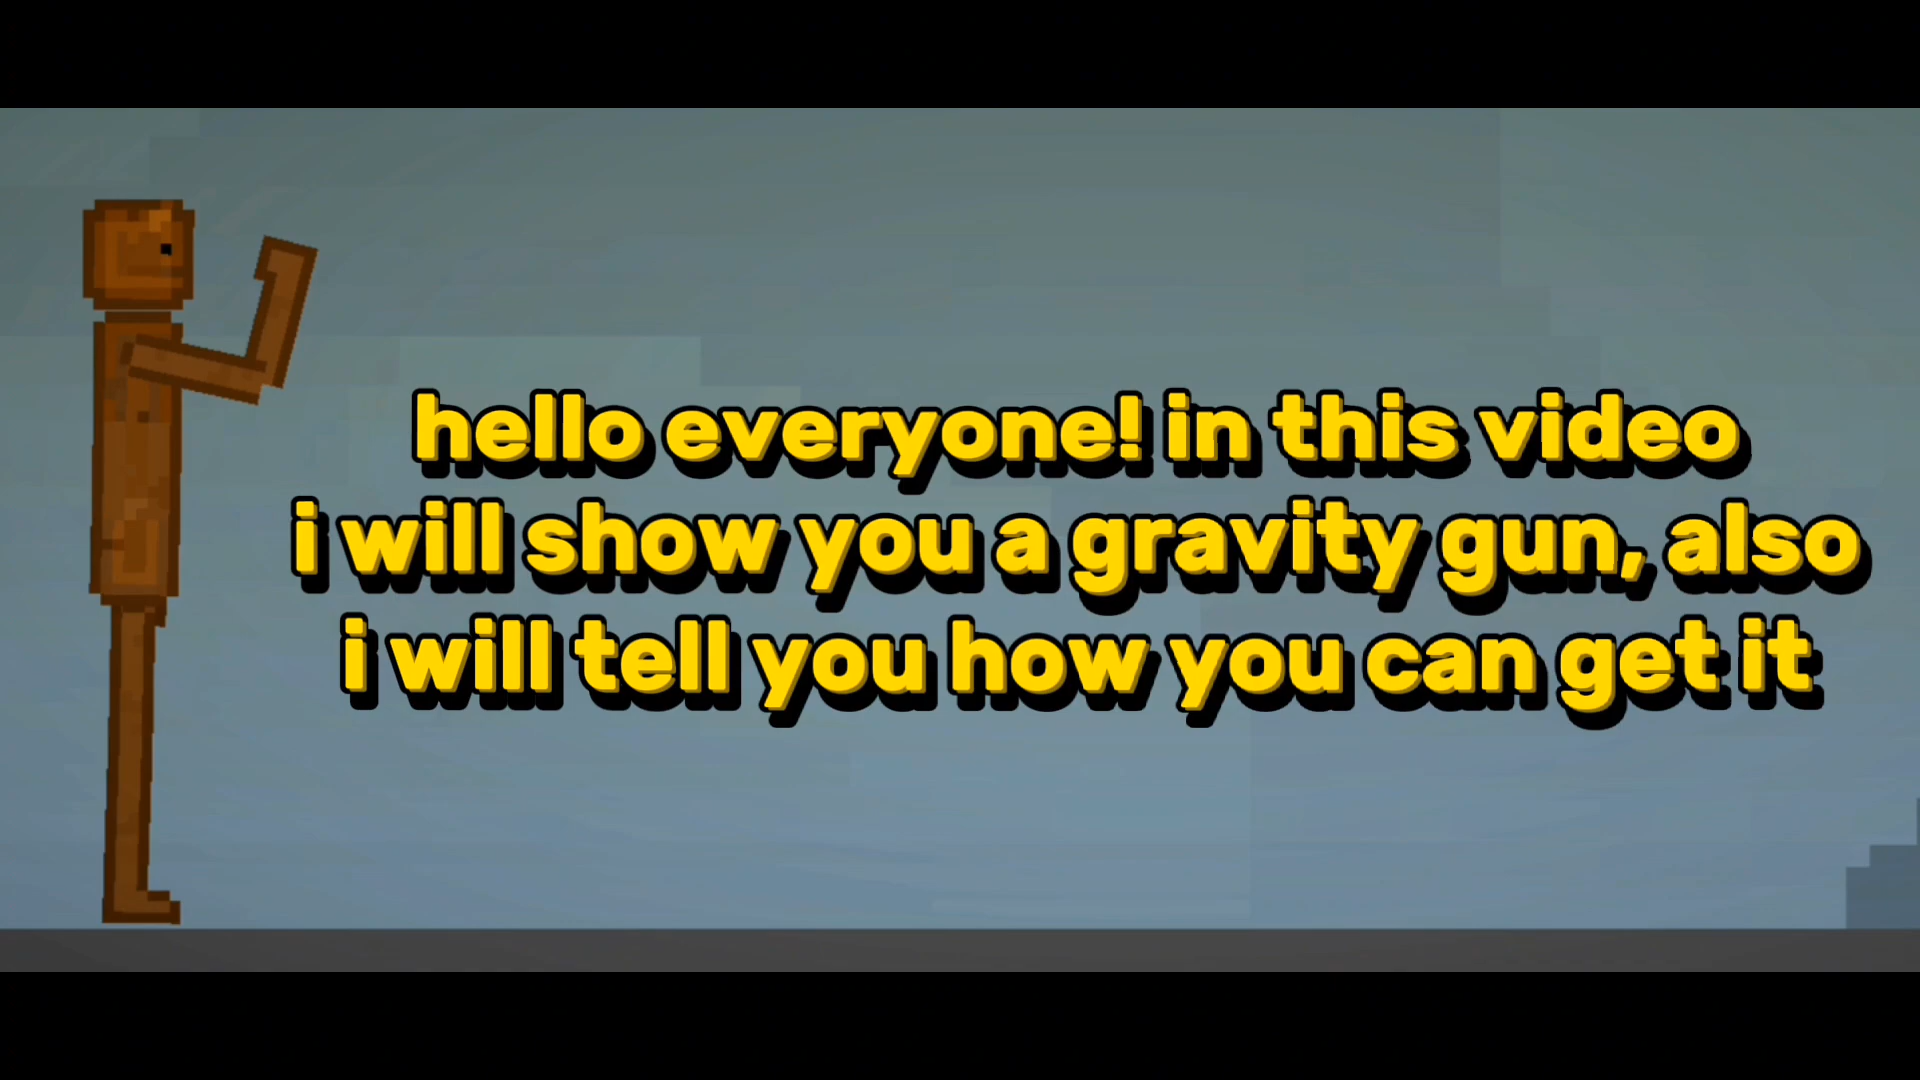 hello everyone! in this video
i will show you a gravity gun, also
i will tell you how you can get it